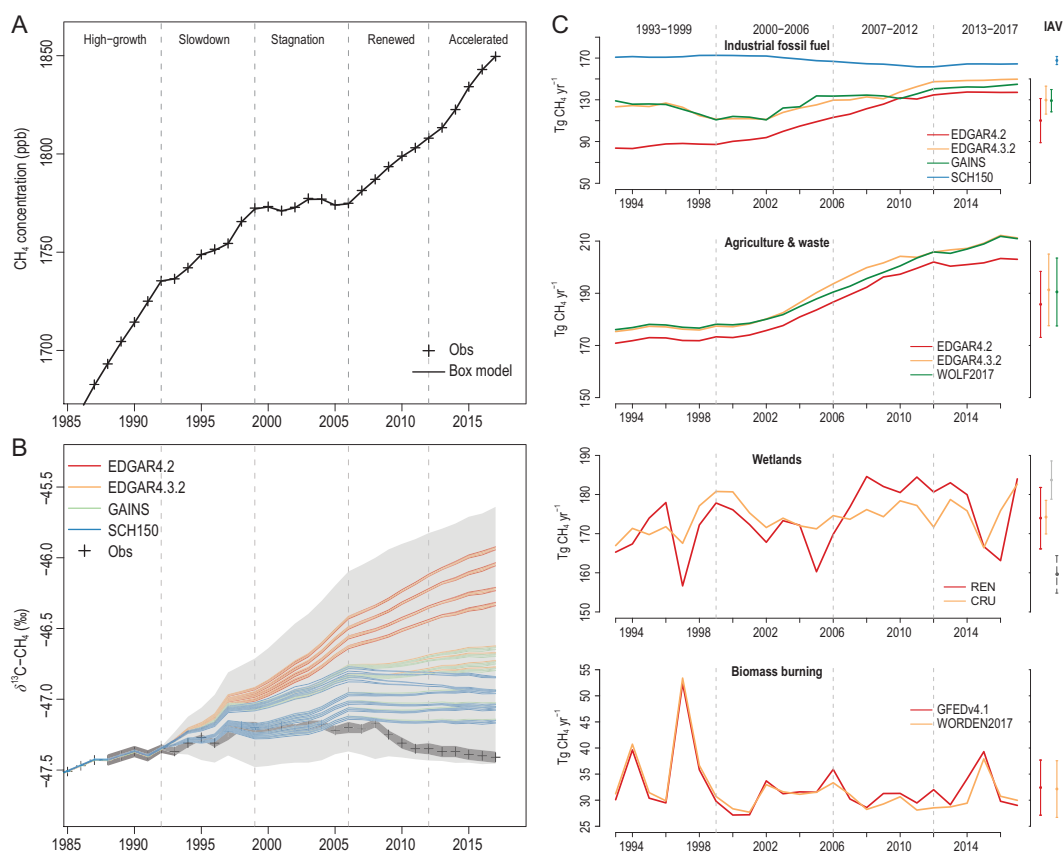 A
High-growth Slowdown Stagnation Renewed Accelerated
CH₄ concentration (ppb)
1850
1800
1750
1700
Obs
Box model
1985 1990 1995 2000 2005 2010 2015
B
EDGAR4.2
EDGAR4.3.2
GAINS
SCH150
Obs
δ¹³C−CH₄ (‰)
−45.5
−46.0
−46.5
−47.0
−47.5
1985 1990 1995 2000 2005 2010 2015
C
1993−1999 2000−2006 2007−2012 2013−2017 IAV
Industrial fossil fuel
Tg CH₄ yr⁻¹
170
130
90
50
EDGAR4.2
EDGAR4.3.2
GAINS
SCH150
1994 1998 2002 2006 2010 2014
Agriculture & waste
Tg CH₄ yr⁻¹
210
190
170
150
EDGAR4.2
EDGAR4.3.2
WOLF2017
1994 1998 2002 2006 2010 2014
Wetlands
Tg CH₄ yr⁻¹
190
180
170
160
150
REN
CRU
1994 1998 2002 2006 2010 2014
Biomass burning
Tg CH₄ yr⁻¹
55
50
45
40
35
30
25
GFEDv4.1
WORDEN2017
1994 1998 2002 2006 2010 2014